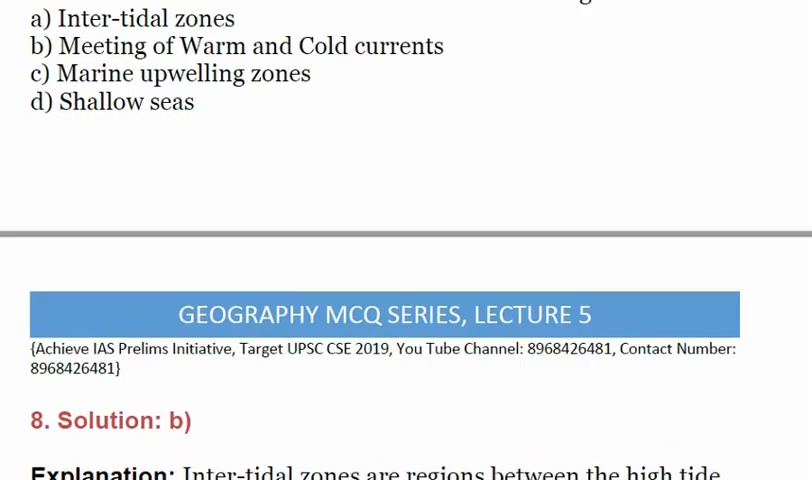 a) Inter-tidal zones
b) Meeting of Warm and Cold currents
c) Marine upwelling zones
d) Shallow seas
GEOGRAPHY MCQ SERIES, LECTURE 5
{Achieve IAS Prelims Initiative, Target UPSC CSE 2019, You Tube Channel: 8968426481, Contact Number:
8968426481}
8. Solution: b)
Explanation: Inter-tidal zones are regions between the high tide